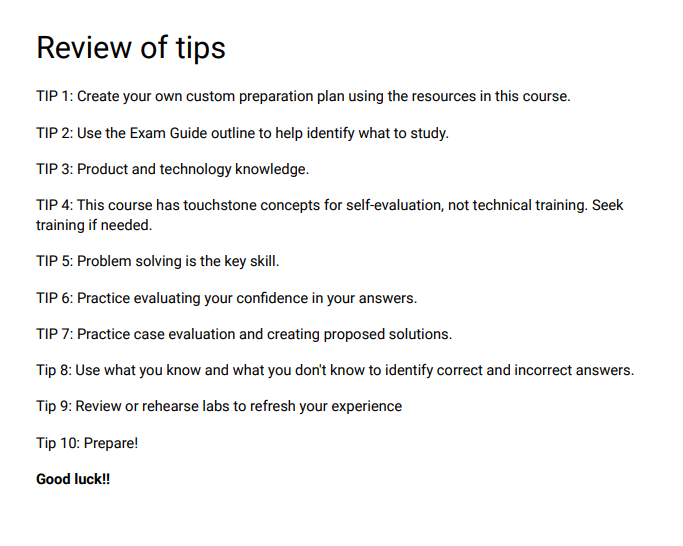 Review of tips
TIP 1: Create your own custom preparation plan using the resources in this course.
TIP 2: Use the Exam Guide outline to help identify what to study.
TIP 3: Product and technology knowledge.
TIP 4: This course has touchstone concepts for self-evaluation, not technical training. Seek
training if needed.
TIP 5: Problem solving is the key skill.
TIP 6: Practice evaluating your confidence in your answers.
TIP 7: Practice case evaluation and creating proposed solutions.
Tip 8: Use what you know and what you don't know to identify correct and incorrect answers.
Tip 9: Review or rehearse labs to refresh your experience
Tip 10: Prepare!
Good luck!!